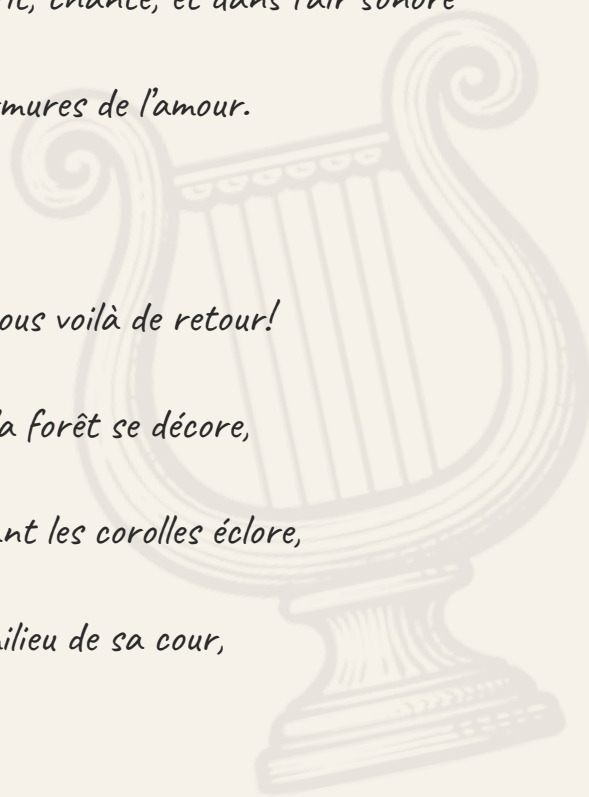 chante, et dans l'air sonore
mures de l'amour.
ous voilà de retour!
a forêt se décore,
nt les corolles éclore,
ilieu de sa cour,